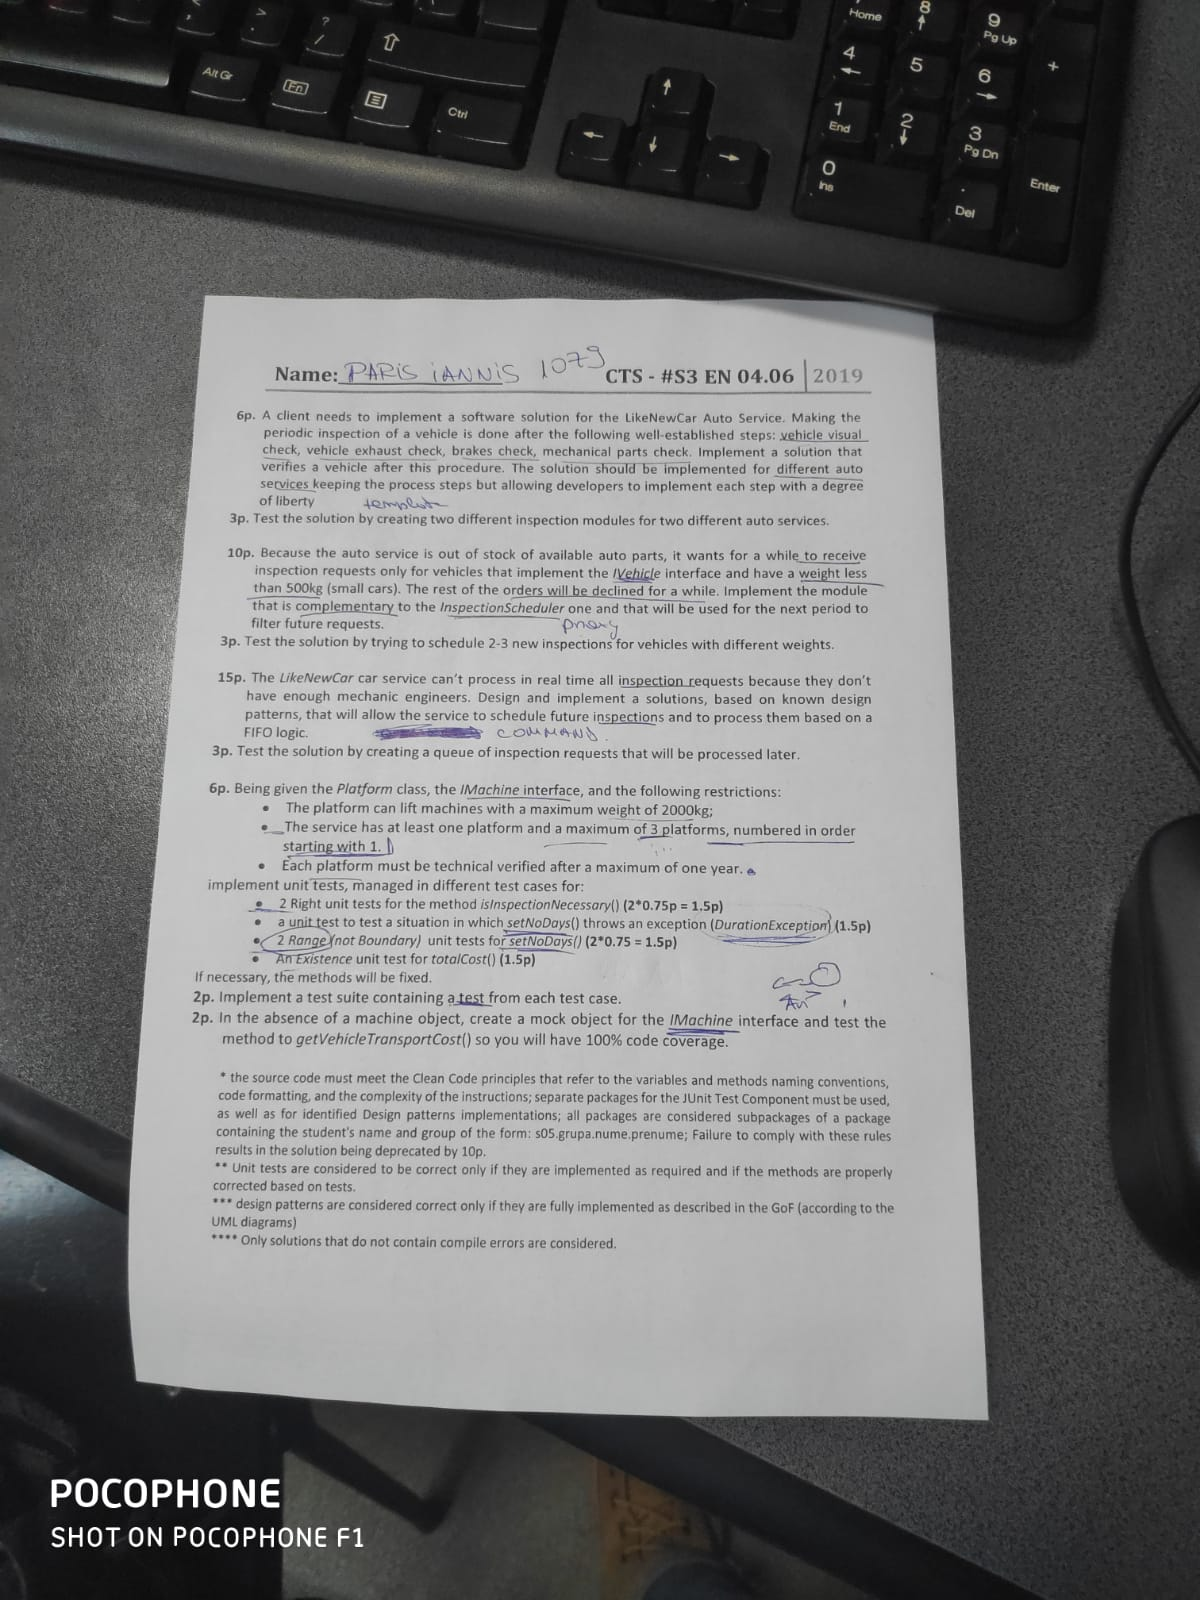 Home
8
9
Pg Up
+
>
?
/
4
5
6
Alt Gr
Fn
Ctrl
1
End
2
3
Pg Dn
0
Ins
.
Del
Enter
Name: PARIS iANNiS 1079 CTS - #S3 EN 04.06 | 2019
6p. A client needs to implement a software solution for the LikeNewCar Auto Service. Making the
periodic inspection of a vehicle is done after the following well-established steps: vehicle visual
check, vehicle exhaust check, brakes check, mechanical parts check. Implement a solution that
verifies a vehicle after this procedure. The solution should be implemented for different auto
services keeping the process steps but allowing developers to implement each step with a degree
of liberty template
3p. Test the solution by creating two different inspection modules for two different auto services.
10p. Because the auto service is out of stock of available auto parts, it wants for a while to receive
inspection requests only for vehicles that implement the IVehicle interface and have a weight less
than 500kg (small cars). The rest of the orders will be declined for a while. Implement the module
that is complementary to the InspectionScheduler one and that will be used for the next period to
filter future requests. proxy
3p. Test the solution by trying to schedule 2-3 new inspections for vehicles with different weights.
15p. The LikeNewCar car service can't process in real time all inspection requests because they don't
have enough mechanic engineers. Design and implement a solutions, based on known design
patterns, that will allow the service to schedule future inspections and to process them based on a
FIFO logic. COMMAND.
3p. Test the solution by creating a queue of inspection requests that will be processed later.
6p. Being given the Platform class, the IMachine interface, and the following restrictions:
• The platform can lift machines with a maximum weight of 2000kg;
• The service has at least one platform and a maximum of 3 platforms, numbered in order
starting with 1.
• Each platform must be technical verified after a maximum of one year.
implement unit tests, managed in different test cases for:
• 2 Right unit tests for the method isInspectionNecessary() (2*0.75p = 1.5p)
• a unit test to test a situation in which setNoDays() throws an exception (DurationException) (1.5p)
• 2 Range (not Boundary) unit tests for setNoDays() (2*0.75 = 1.5p)
• An Existence unit test for totalCost() (1.5p)
If necessary, the methods will be fixed.
2p. Implement a test suite containing a test from each test case.
2p. In the absence of a machine object, create a mock object for the IMachine interface and test the
method to getVehicleTransportCost() so you will have 100% code coverage.
* the source code must meet the Clean Code principles that refer to the variables and methods naming conventions,
code formatting, and the complexity of the instructions; separate packages for the JUnit Test Component must be used,
as well as for identified Design patterns implementations; all packages are considered subpackages of a package
containing the student's name and group of the form: s05.grupa.nume.prenume; Failure to comply with these rules
results in the solution being deprecated by 10p.
** Unit tests are considered to be correct only if they are implemented as required and if the methods are properly
corrected based on tests.
*** design patterns are considered correct only if they are fully implemented as described in the GoF (according to the
UML diagrams)
**** Only solutions that do not contain compile errors are considered.
POCOPHONE
SHOT ON POCOPHONE F1